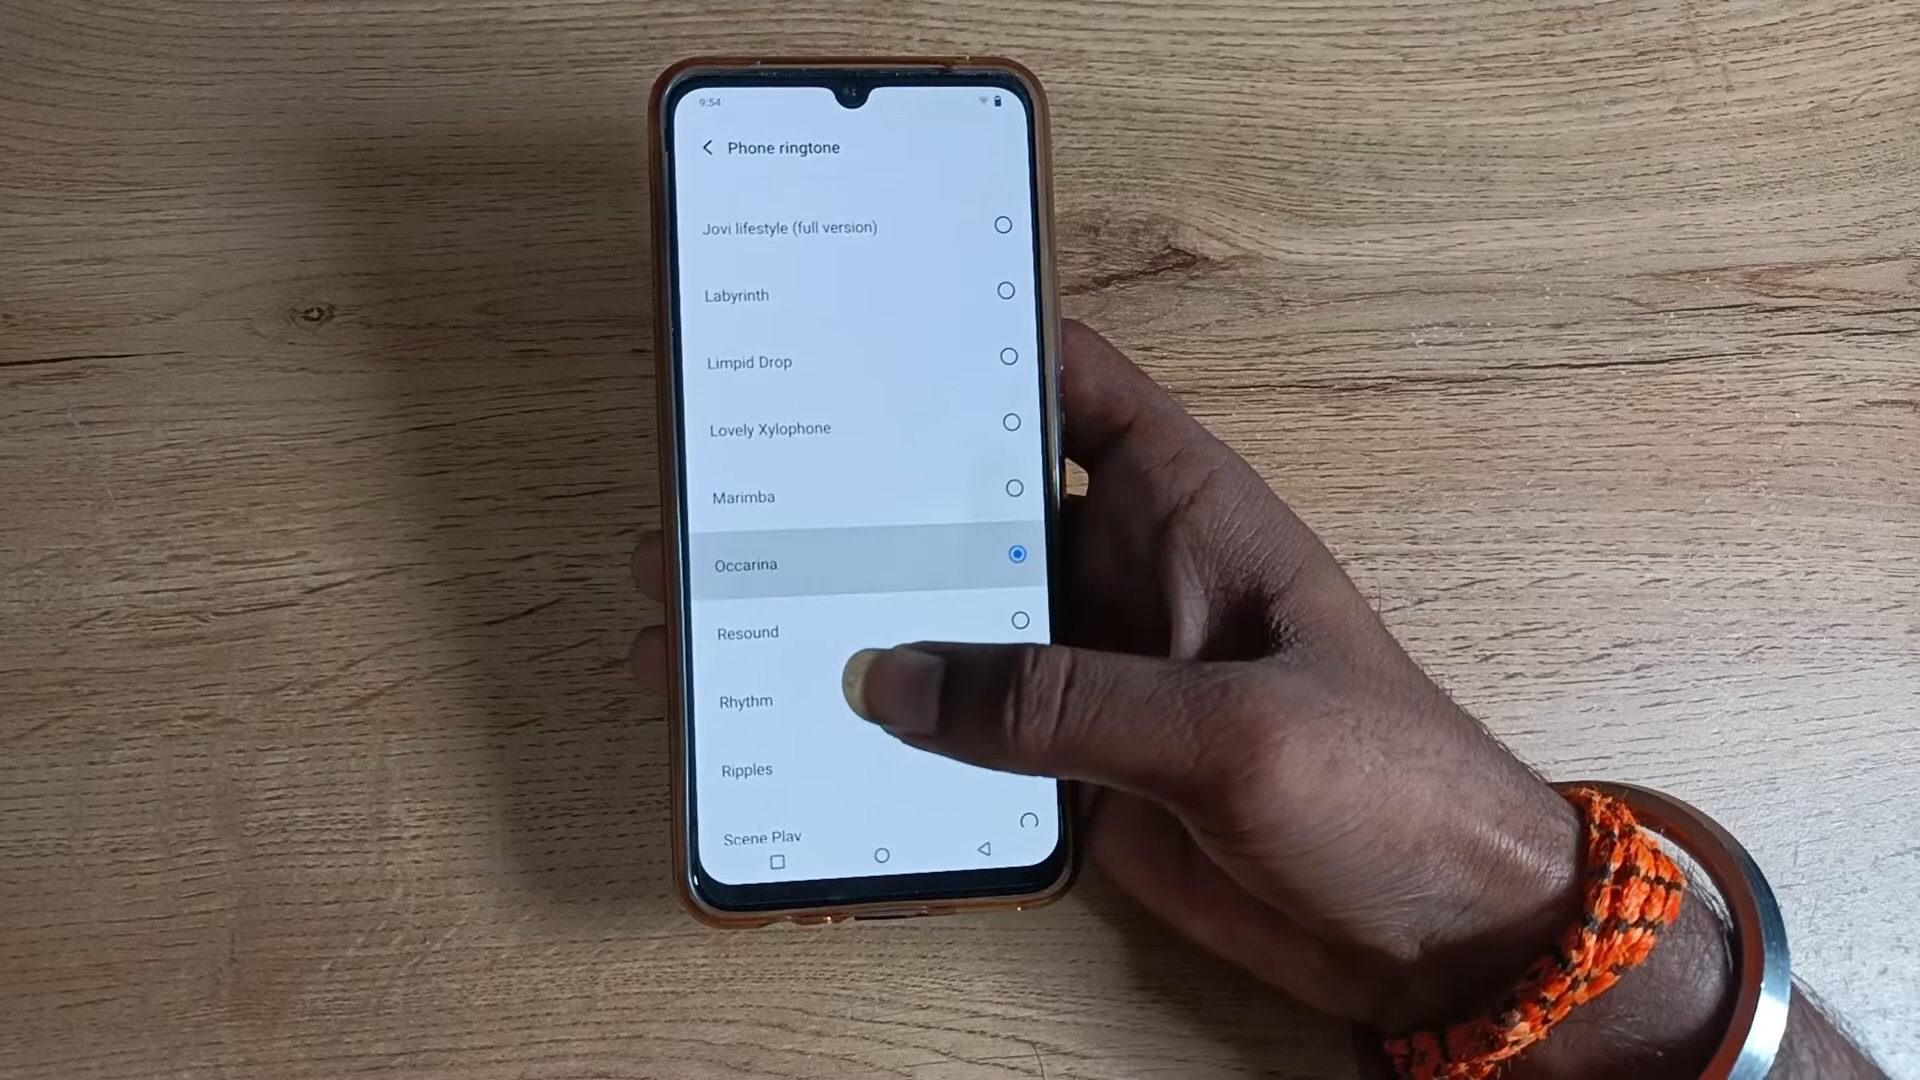 9:54
Phone ringtone
Jovi lifestyle (full version)
Labyrinth
Limpid Drop
Lovely Xylophone
Marimba
Occarina
Resound
Rhythm
Ripples
Scene Play